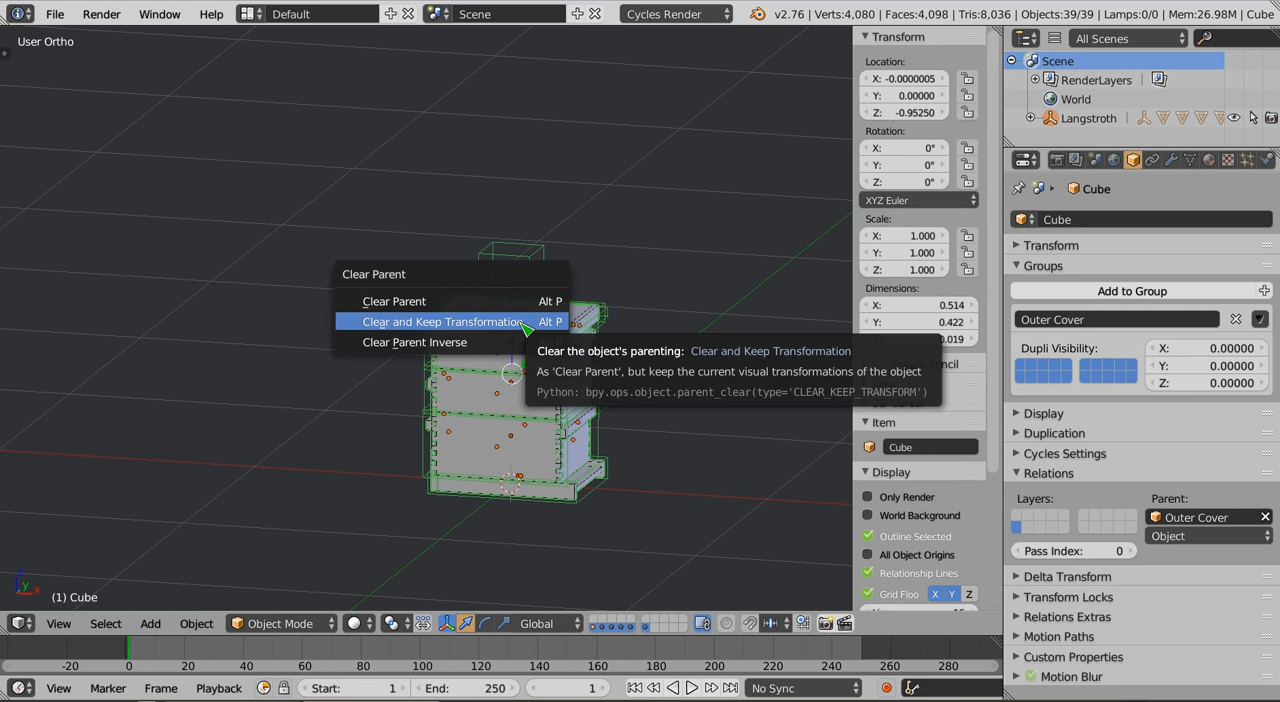 File Render Window Help Default Scene Cycles Render v2.76 | Verts:4,080 | Faces:4,098 | Tris:8,036 | Objects:39/39 | Lamps:0/0 | Mem:26.98M | Cube
User Ortho
Transform
Location:
X: -0.0000005
Y: 0.00000
Z: -0.95250
Rotation:
X: 0°
Y: 0°
Z: 0°
XYZ Euler
Scale:
X: 1.000
Y: 1.000
Z: 1.000
Dimensions:
X: 0.514
Y: 0.422
0.019
Item
Cube
Display
Only Render
World Background
Outline Selected
All Object Origins
Relationship Lines
Grid Floo X Y Z
Clear Parent
Clear Parent Alt P
Clear and Keep Transformation Alt P
Clear Parent Inverse
Clear the object's parenting: Clear and Keep Transformation
As 'Clear Parent', but keep the current visual transformations of the object
Python: bpy.ops.object.parent_clear(type='CLEAR_KEEP_TRANSFORM')
(1) Cube
All Scenes
Scene
RenderLayers
World
Langstroth
Cube
Cube
Transform
Groups
Add to Group
Outer Cover
Dupli Visibility:
X: 0.00000
Y: 0.00000
Z: 0.00000
Display
Duplication
Cycles Settings
Relations
Layers: Parent:
Outer Cover
Object
Pass Index: 0
Delta Transform
Transform Locks
Relations Extras
Motion Paths
Custom Properties
Motion Blur
View Select Add Object Object Mode Global
-20 0 20 40 60 80 100 120 140 160 180 200 220 240 260 280
View Marker Frame Playback Start: 1 End: 250 1 No Sync